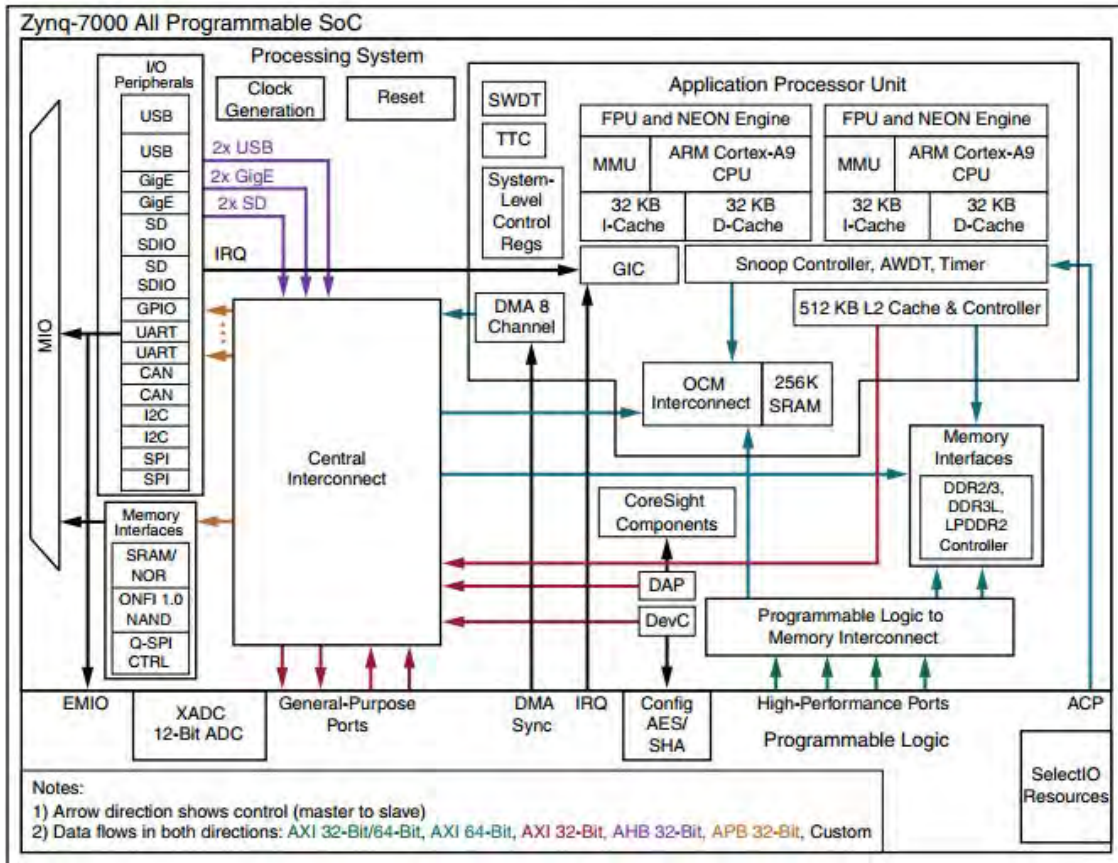 Zynq-7000 All Programmable SoC
Processing System
I/O
Peripherals
USB
USB
GigE
GigE
SD
SDIO
SD
SDIO
GPIO
UART
UART
CAN
CAN
I2C
I2C
SPI
SPI
MIO
Clock
Generation
Reset
2x USB
2x GigE
2x SD
IRQ
SWDT
TTC
System-
Level
Control
Regs
Application Processor Unit
FPU and NEON Engine
MMU
ARM Cortex-A9
CPU
32 KB
I-Cache
32 KB
D-Cache
FPU and NEON Engine
MMU
ARM Cortex-A9
CPU
32 KB
I-Cache
32 KB
D-Cache
GIC
Snoop Controller, AWDT, Timer
DMA 8
Channel
512 KB L2 Cache & Controller
OCM
Interconnect
256K
SRAM
Central
Interconnect
Memory
Interfaces
DDR2/3,
DDR3L,
LPDDR2
Controller
CoreSight
Components
DAP
DevC
Programmable Logic to
Memory Interconnect
Memory
Interfaces
SRAM/
NOR
ONFI 1.0
NAND
Q-SPI
CTRL
EMIO
XADC
12-Bit ADC
General-Purpose
Ports
DMA
Sync
IRQ
Config
AES/
SHA
High-Performance Ports
ACP
Programmable Logic
SelectIO
Resources
Notes:
1) Arrow direction shows control (master to slave)
2) Data flows in both directions: AXI 32-Bit/64-Bit, AXI 64-Bit, AXI 32-Bit, AHB 32-Bit, APB 32-Bit, Custom